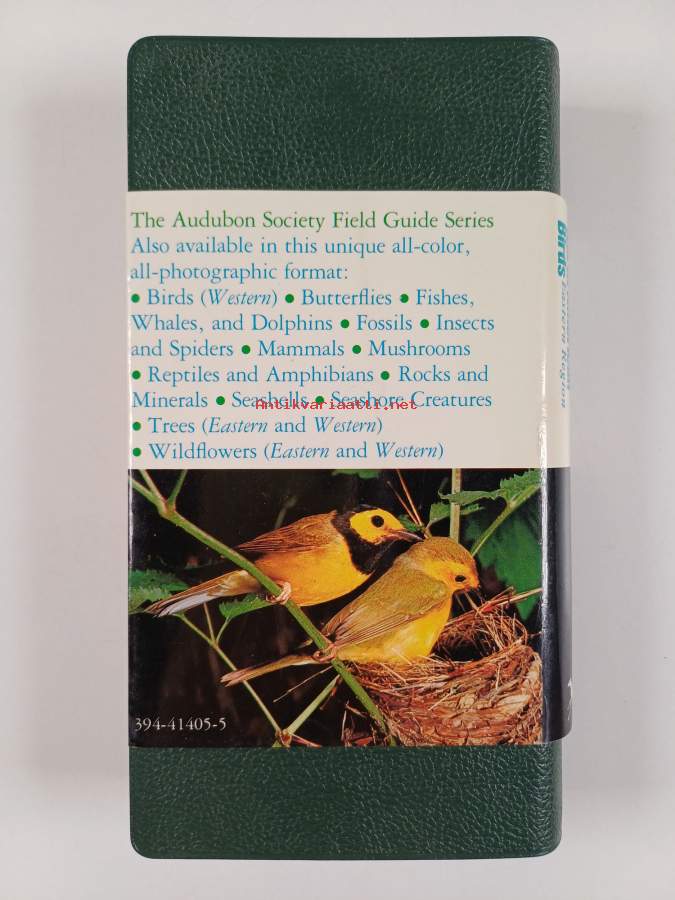 The Audubon Society Field Guide Series
Also available in this unique all-color,
all-photographic format:
• Birds (Western) • Butterflies • Fishes,
Whales, and Dolphins • Fossils • Insects
and Spiders • Mammals • Mushrooms
• Reptiles and Amphibians • Rocks and
Minerals • Seashells • Seashore Creatures
• Trees (Eastern and Western)
• Wildflowers (Eastern and Western)
Antikvariaatti.net
394-41405-5
Birds
Eastern Region